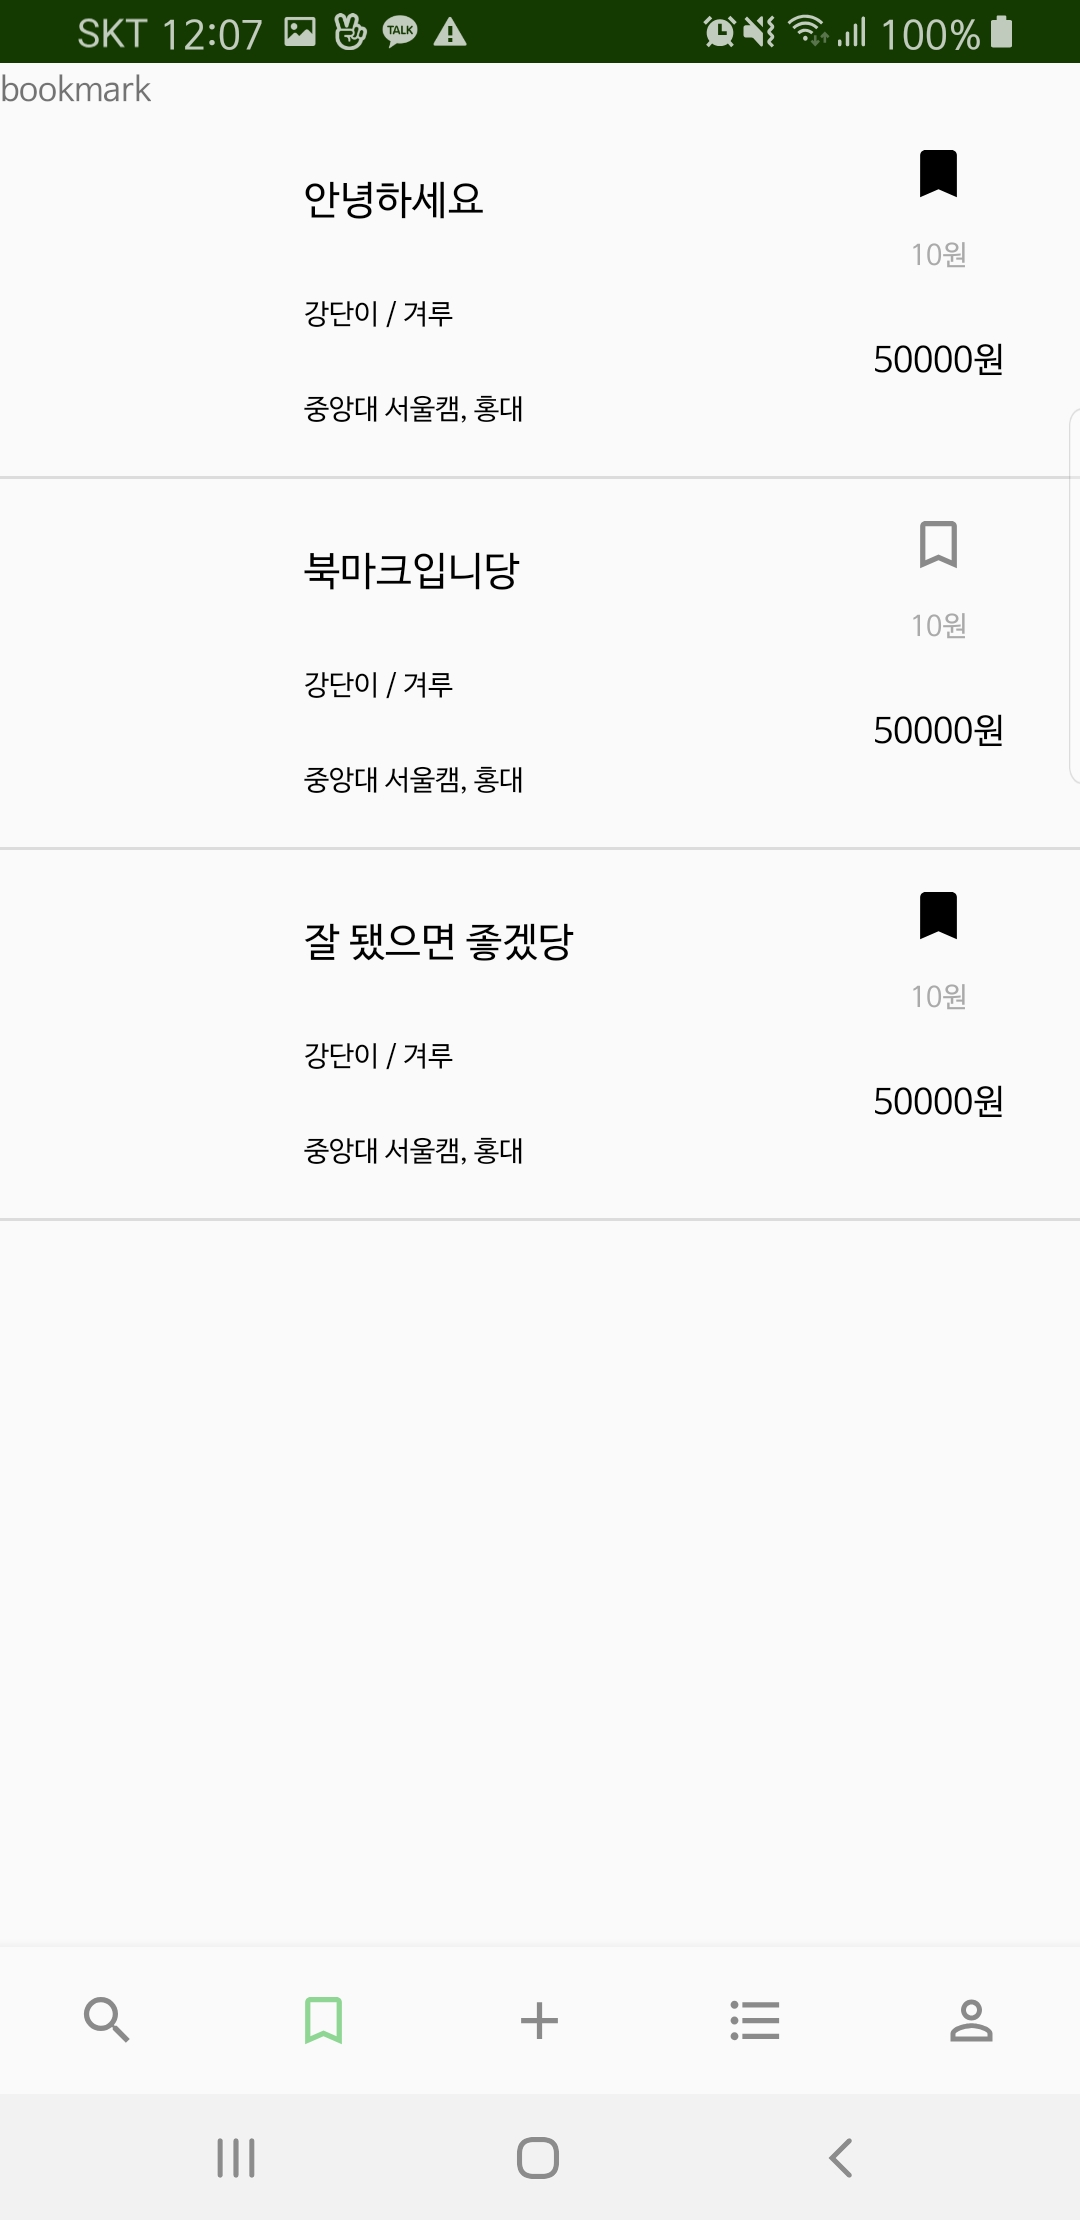 SKT 12:07 TALK 100%
bookmark
안녕하세요
10원
강단이 / 겨루
50000원
중앙대 서울캠, 홍대
북마크입니당
10원
강단이 / 겨루
50000원
중앙대 서울캠, 홍대
잘 됐으면 좋겠당
10원
강단이 / 겨루
50000원
중앙대 서울캠, 홍대